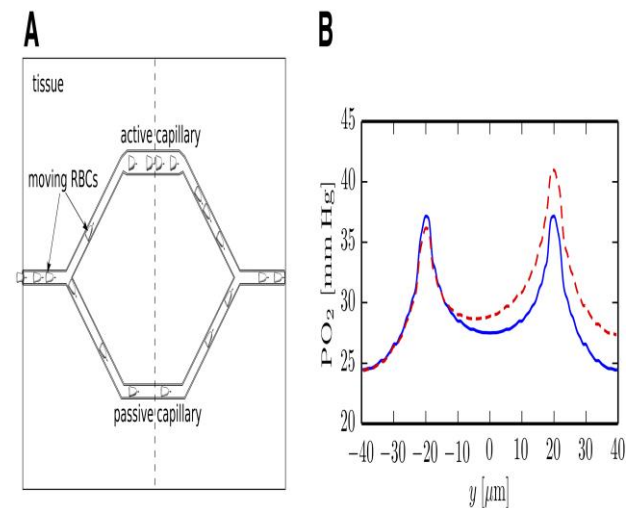 A
tissue
active capillary
moving RBCs
passive capillary
B
45
40
35
30
25
20
PO₂ [mm Hg]
−40 −30 −20 −10 0 10 20 30 40
y [μm]